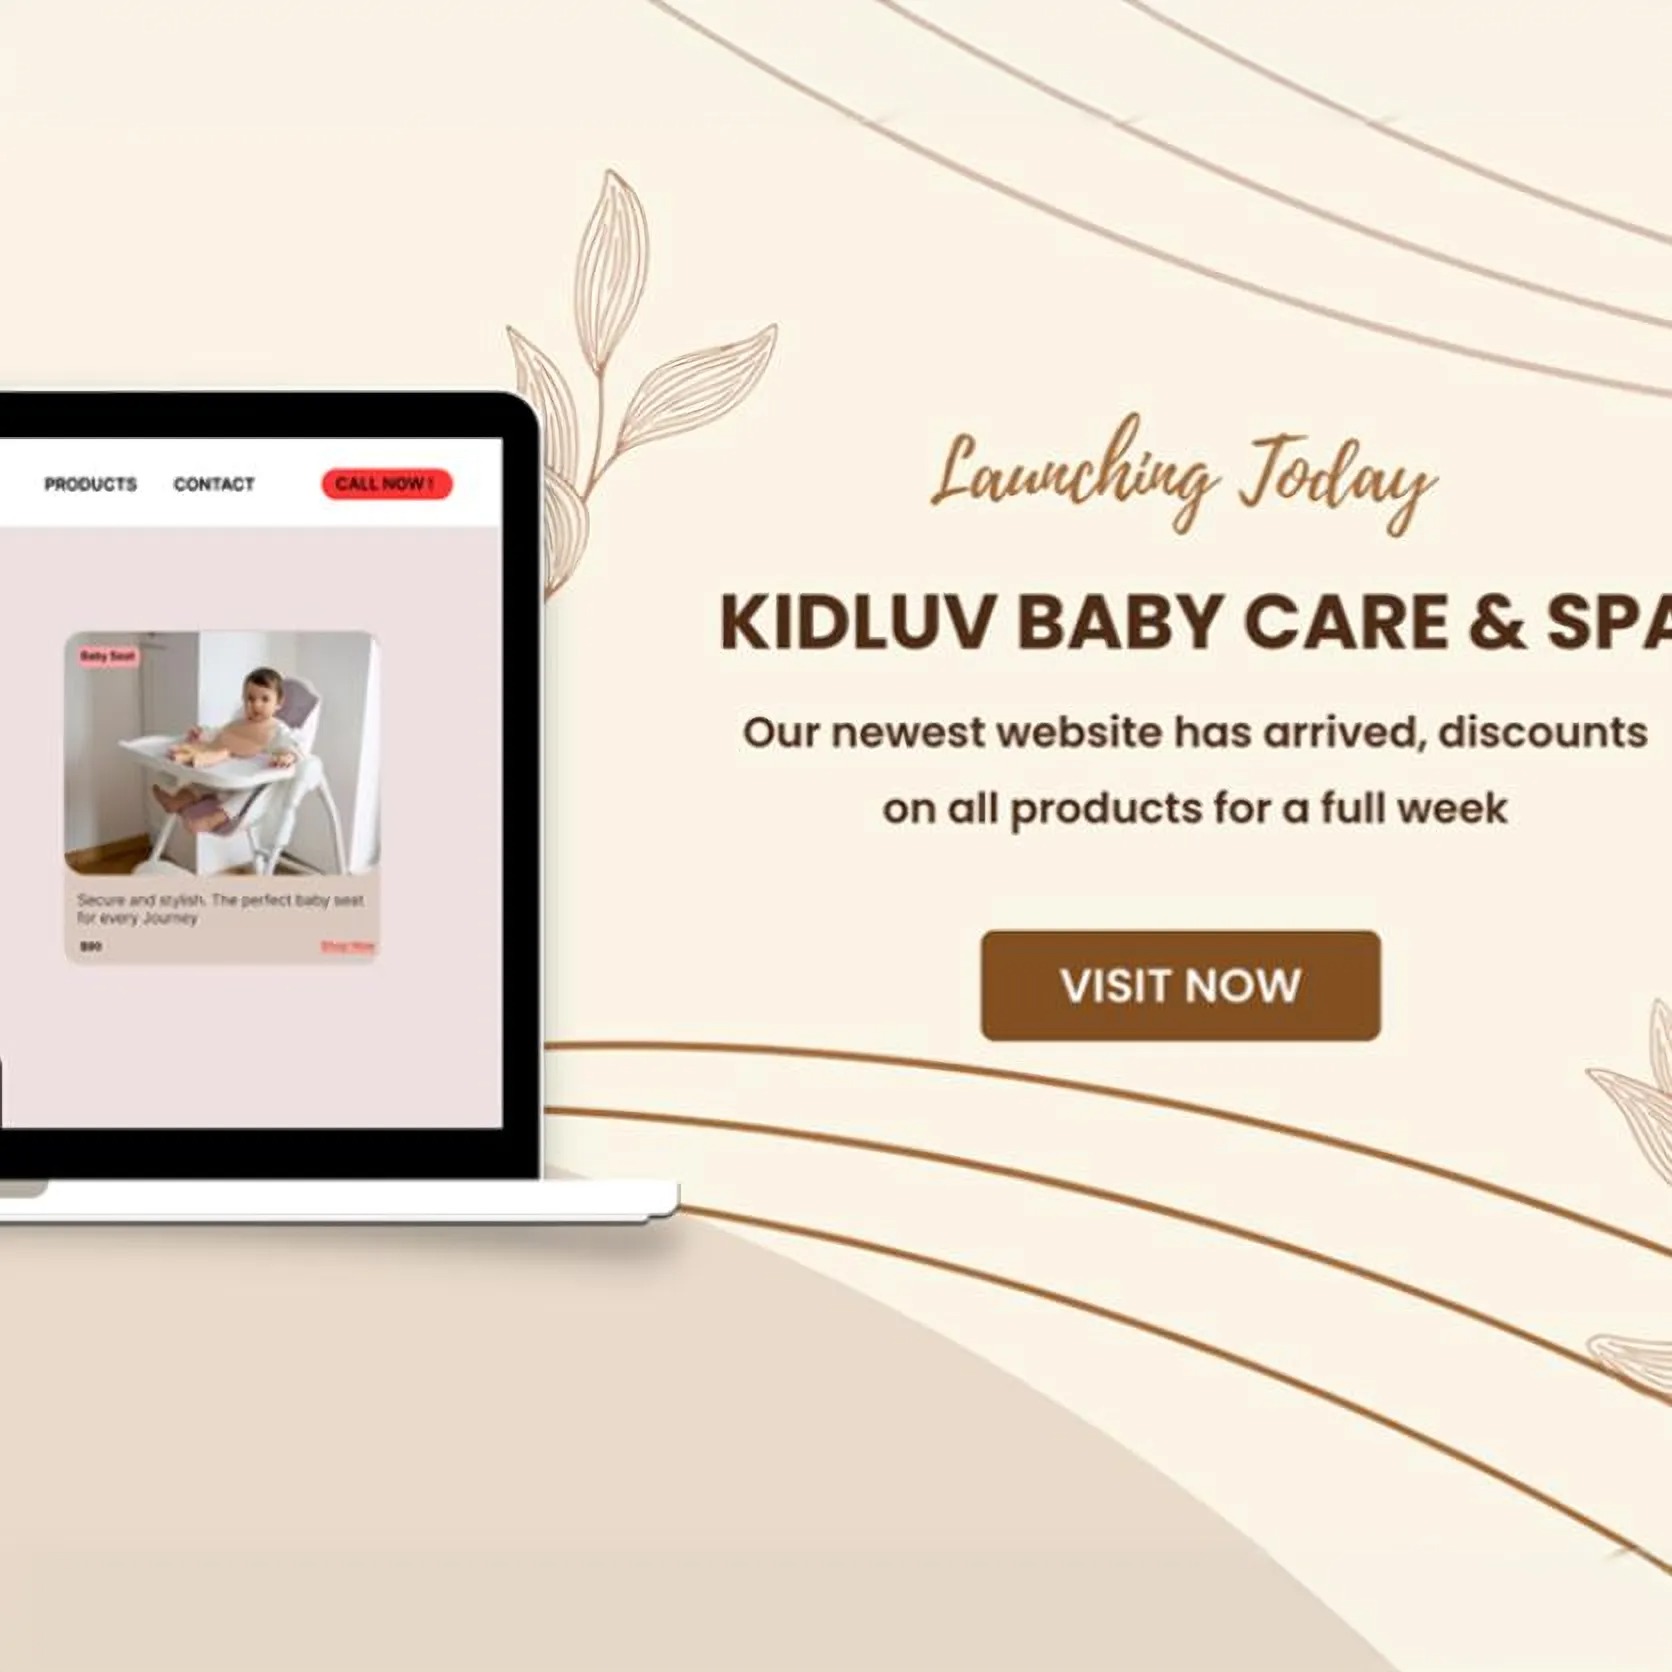 PRODUCTS CONTACT CALL NOW !
Baby Seat
Secure and stylish. The perfect baby seat
for every Journey
Shop Now
Launching Today
KIDLUV BABY CARE & SPA
Our newest website has arrived, discounts
on all products for a full week
VISIT NOW